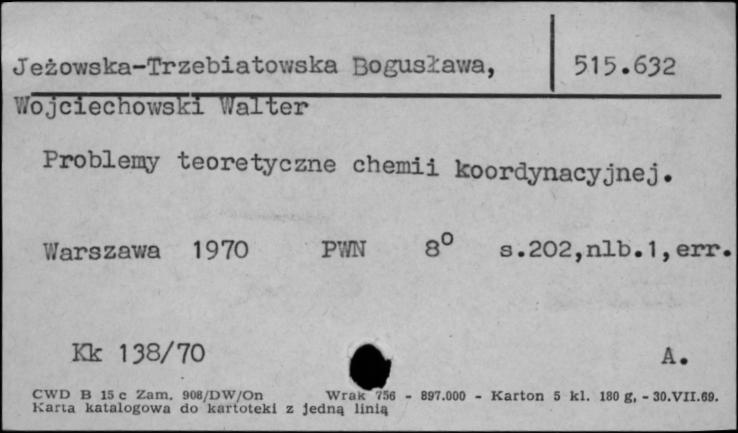 Jeżowska-Trzebiatowska Bogusława, 515.632
Wojciechowski Walter
Problemy teoretyczne chemii koordynacyjnej.
Warszawa 1970 PWN 8° s.202,nlb.1,err.
Kk 138/70 A.
CWD B 15 c Zam. 908/DW/On Wrak 756 - 897.000 - Karton 5 kl. 180 g, - 30.VII.69.
Karta katalogowa do kartoteki z jedną linią